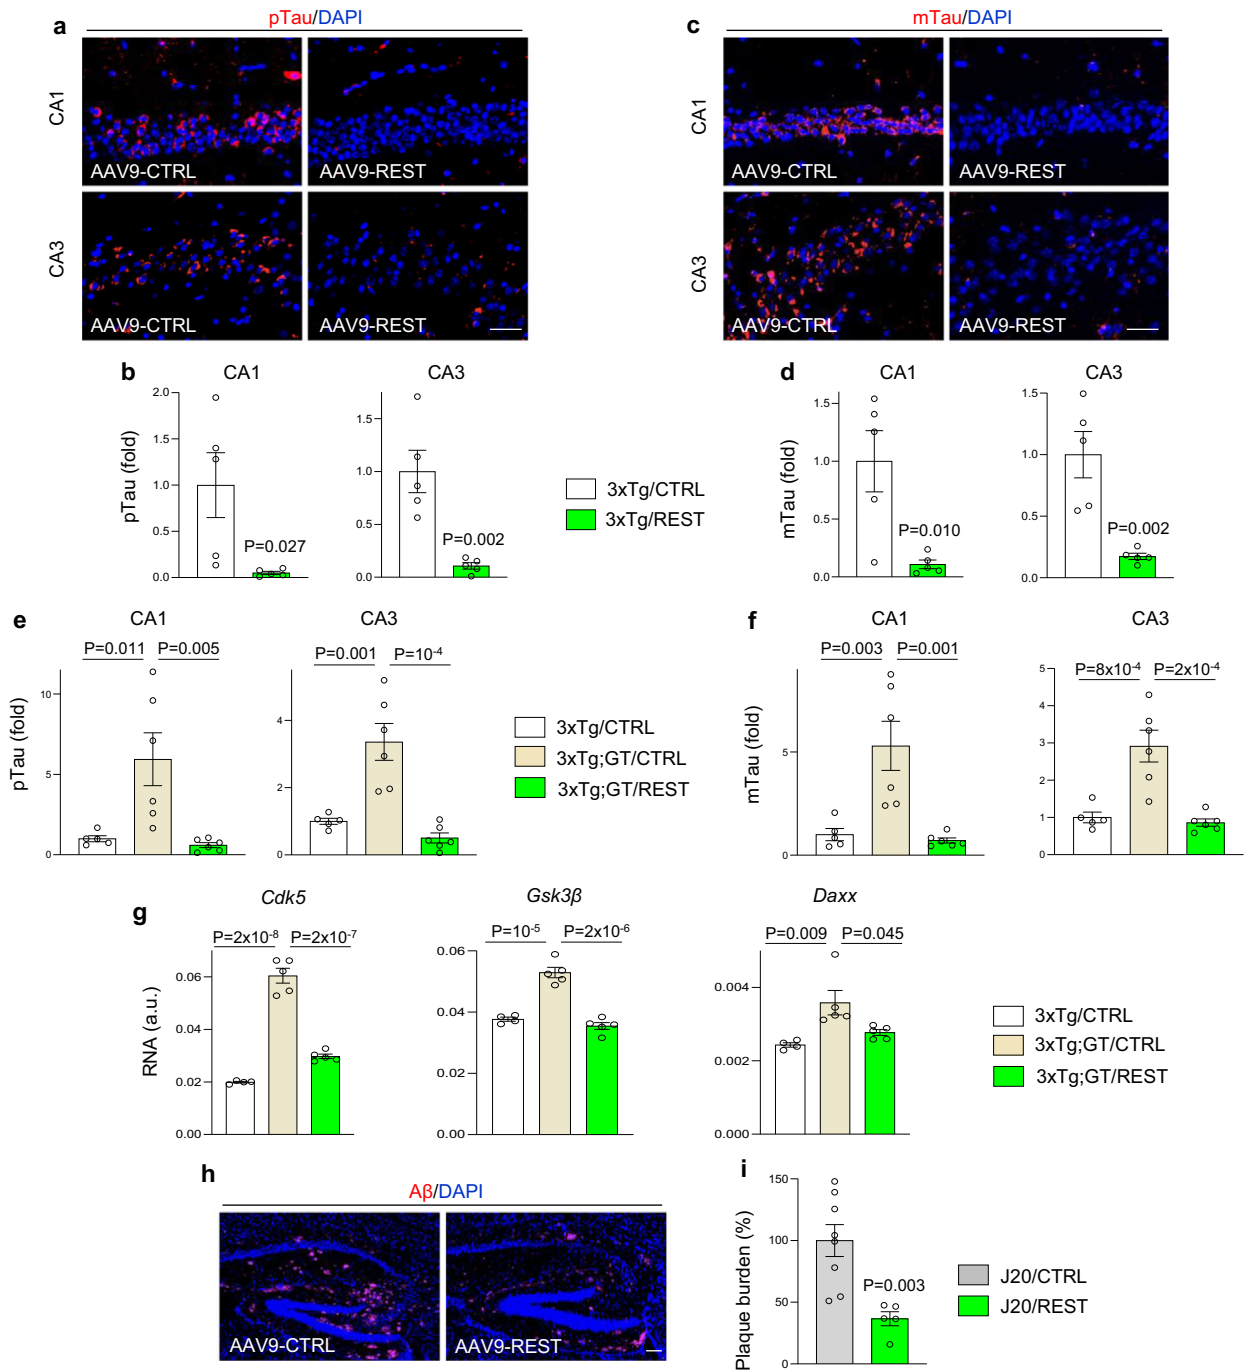 a
pTau/DAPI
CA1
AAV9-CTRL
AAV9-REST
CA3
AAV9-CTRL
AAV9-REST
c
mTau/DAPI
CA1
AAV9-CTRL
AAV9-REST
CA3
AAV9-CTRL
AAV9-REST
b
CA1
pTau (fold)
2.0
1.5
1.0
0.5
0.0
P=0.027
CA3
1.5
1.0
0.5
0.0
P=0.002
3xTg/CTRL
3xTg/REST
d
CA1
mTau (fold)
1.5
1.0
0.5
0.0
P=0.010
CA3
1.5
1.0
0.5
0.0
P=0.002
e
CA1
P=0.011 P=0.005
pTau (fold)
10
5
0
CA3
P=0.001 P=10⁻⁴
4
2
0
3xTg/CTRL
3xTg;GT/CTRL
3xTg;GT/REST
f
CA1
P=0.003 P=0.001
mTau (fold)
5
0
CA3
P=8x10⁻⁴ P=2x10⁻⁴
5
4
3
2
1
0
g
Cdk5
P=2x10⁻⁸ P=2x10⁻⁷
RNA (a.u.)
0.06
0.04
0.02
0.00
Gsk3β
P=10⁻⁵ P=2x10⁻⁶
0.06
0.04
0.02
0.00
Daxx
P=0.009 P=0.045
0.004
0.002
0.000
3xTg/CTRL
3xTg;GT/CTRL
3xTg;GT/REST
h
Aβ/DAPI
AAV9-CTRL
AAV9-REST
i
Plaque burden (%)
150
100
50
0
P=0.003
J20/CTRL
J20/REST